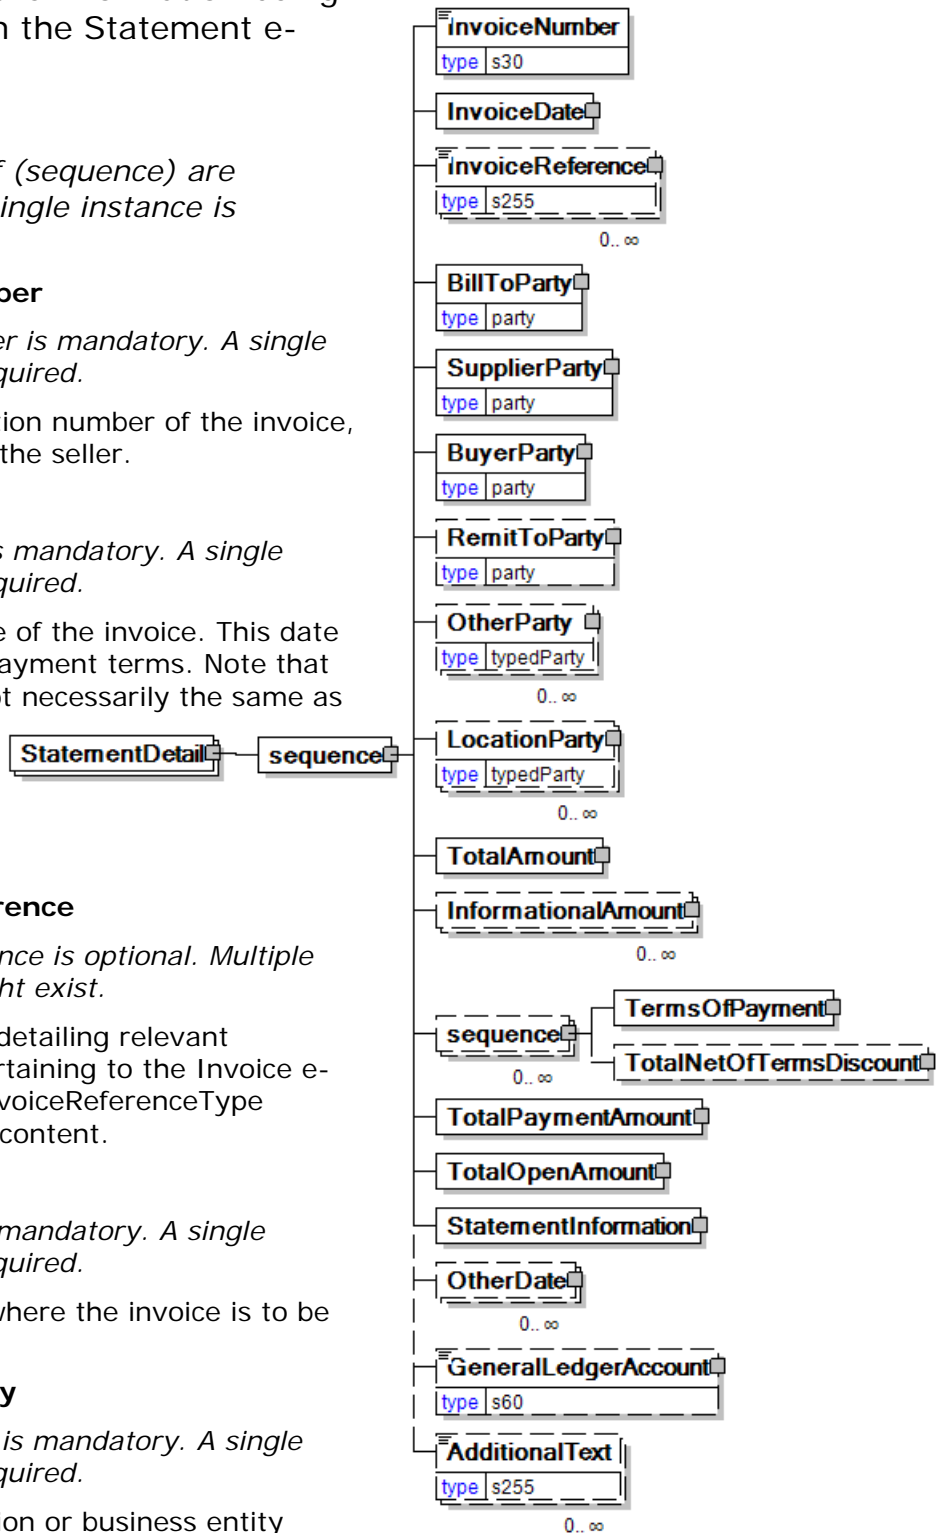 n the Statement e-
f (sequence) are
ingle instance is
ber
er is mandatory. A single
quired.
tion number of the invoice,
the seller.
s mandatory. A single
quired.
e of the invoice. This date
ayment terms. Note that
ot necessarily the same as
StatementDetail
sequence
rence
nce is optional. Multiple
ht exist.
detailing relevant
rtaining to the Invoice e-
voiceReferenceType
content.
mandatory. A single
quired.
where the invoice is to be
y
is mandatory. A single
quired.
ion or business entity
InvoiceNumber
type s30
InvoiceDate
InvoiceReference
type s255
0.. ∞
BillToParty
type party
SupplierParty
type party
BuyerParty
type party
RemitToParty
type party
OtherParty
type typedParty
0.. ∞
LocationParty
type typedParty
0.. ∞
TotalAmount
InformationalAmount
0.. ∞
sequence
0.. ∞
TermsOfPayment
TotalNetOfTermsDiscount
TotalPaymentAmount
TotalOpenAmount
StatementInformation
OtherDate
0.. ∞
GeneralLedgerAccount
type s60
AdditionalText
type s255
0.. ∞